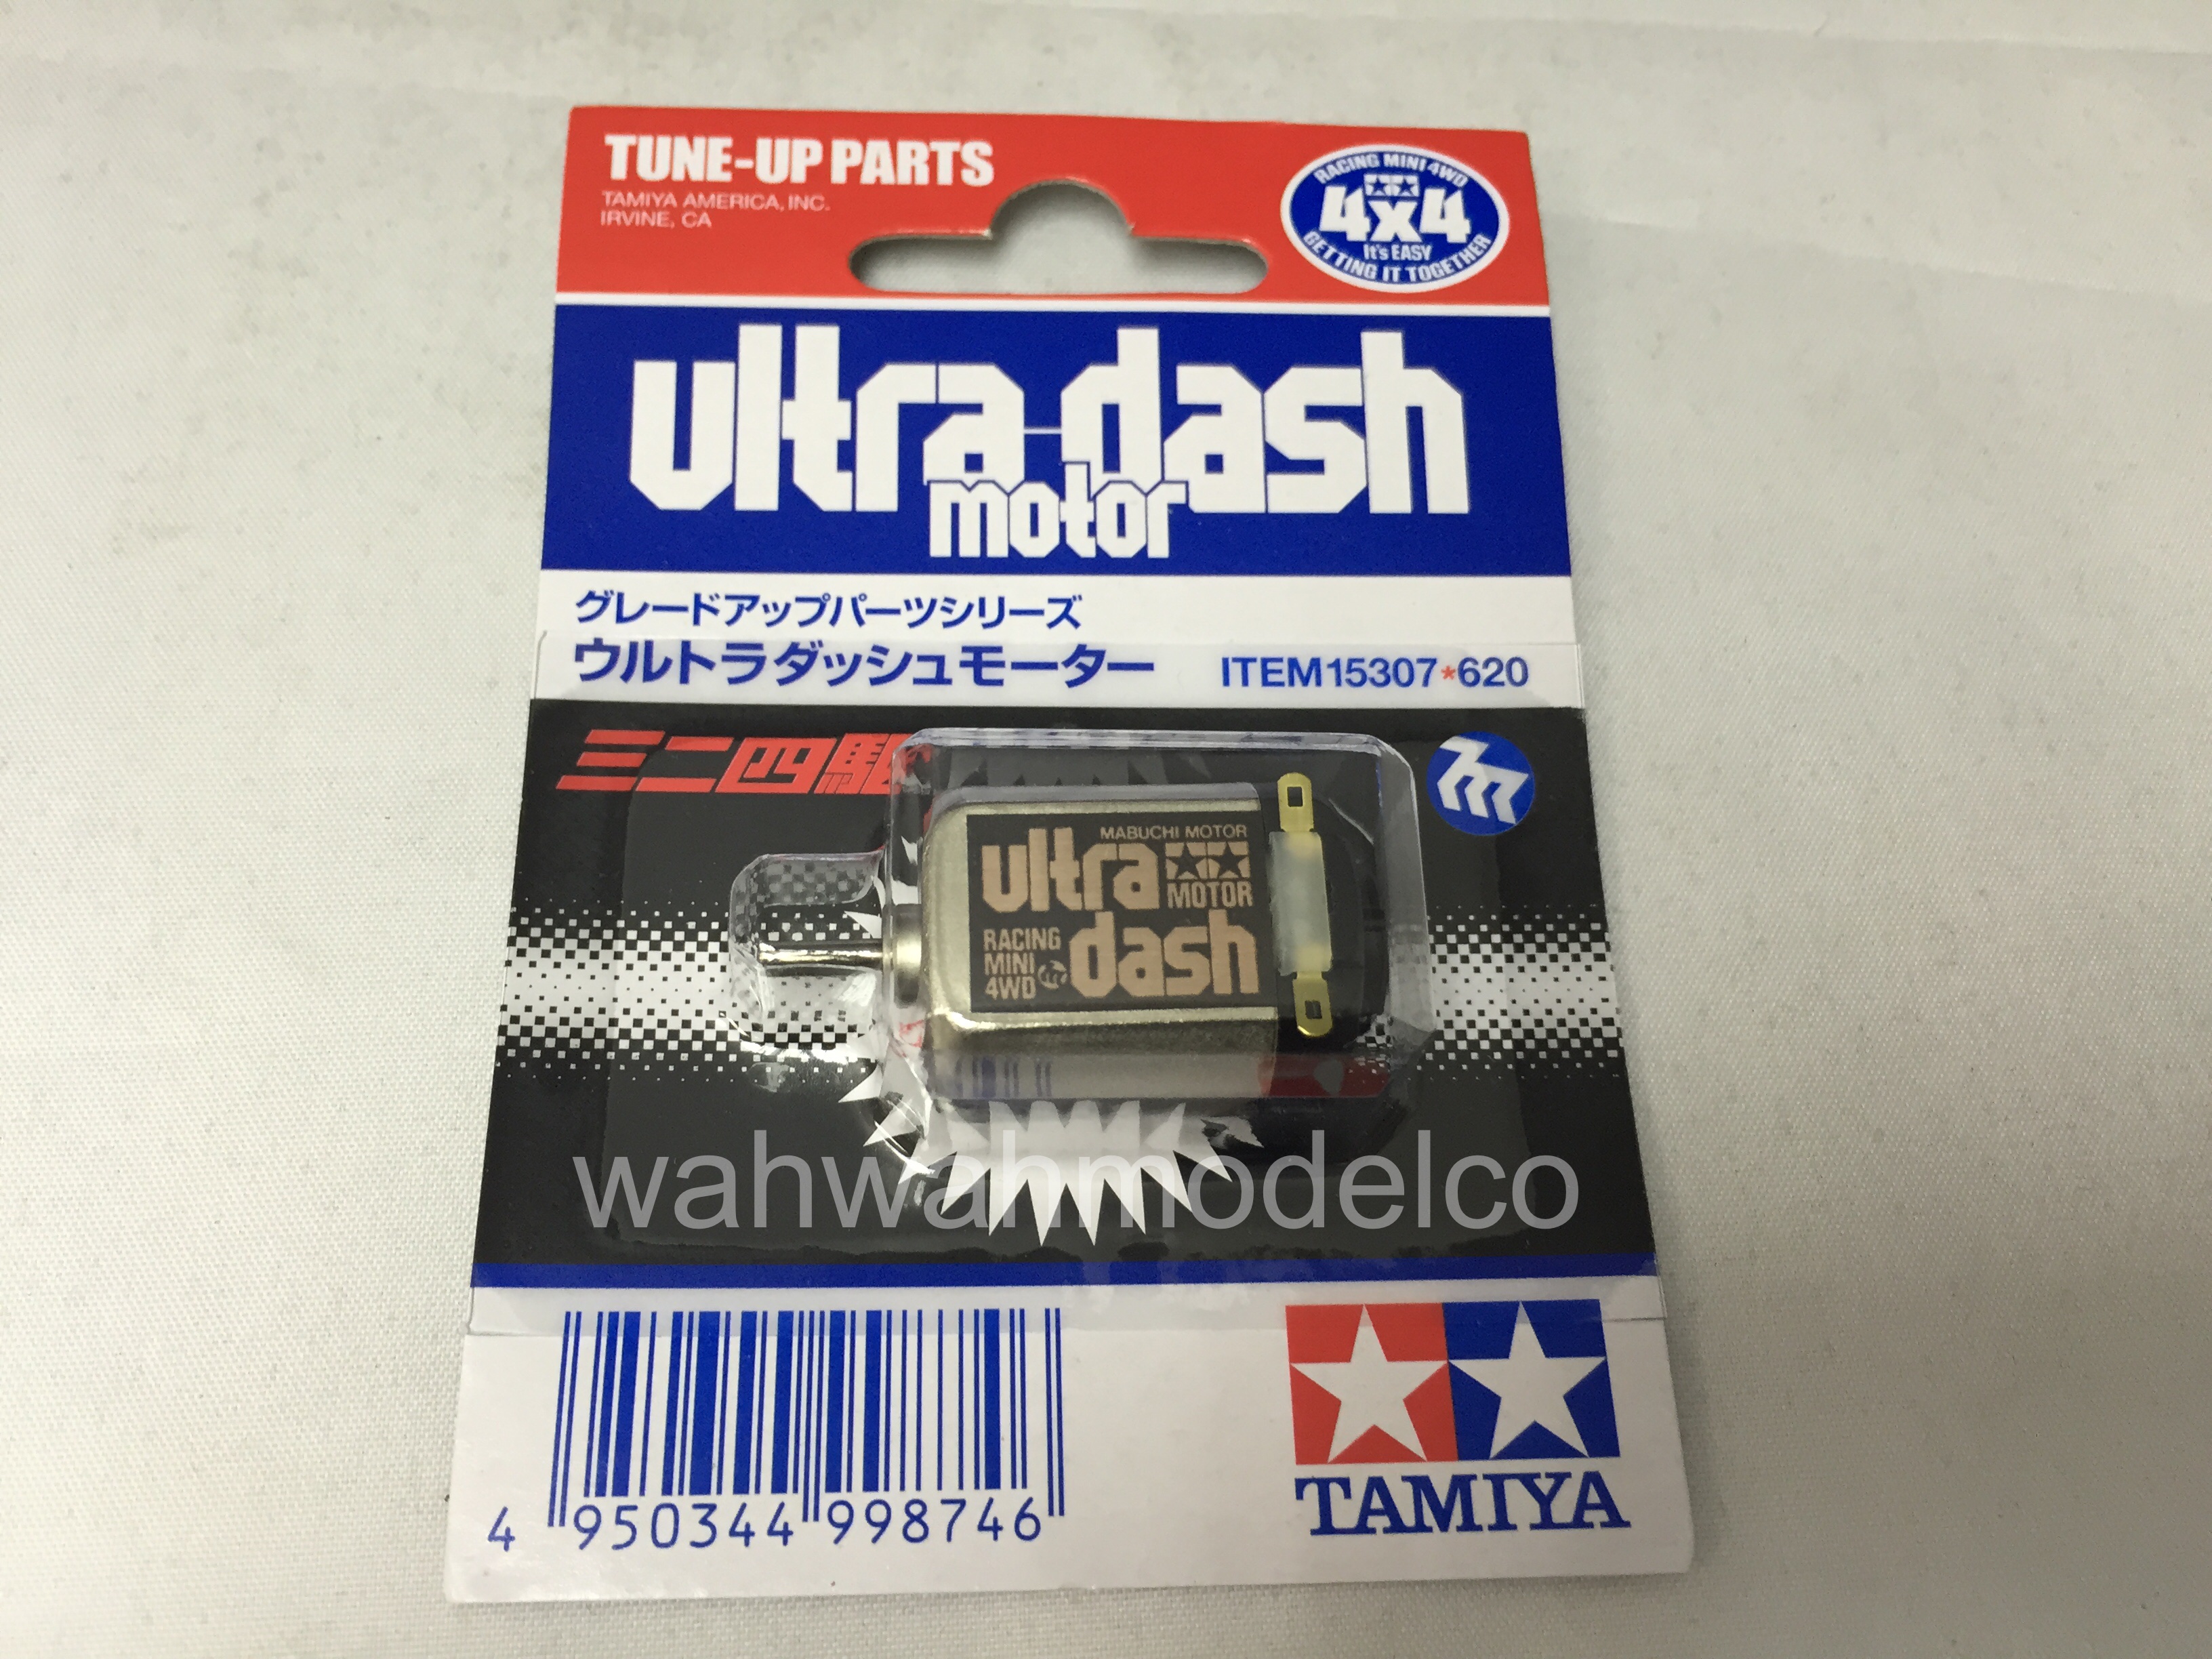 TUNE-UP PARTS
TAMIYA AMERICA, INC.
IRVINE, CA
RACING MINI 4WD
4x4
It's EASY
GETTING IT TOGETHER
ultra-dash
motor
グレードアップパーツシリーズ
ウルトラダッシュモーター ITEM 15307*620
ミニ四駆
MABUCHI MOTOR
ultra
MOTOR
RACING
MINI
4WD
dash
wahwahmodelco
4 950344 998746
TAMIYA